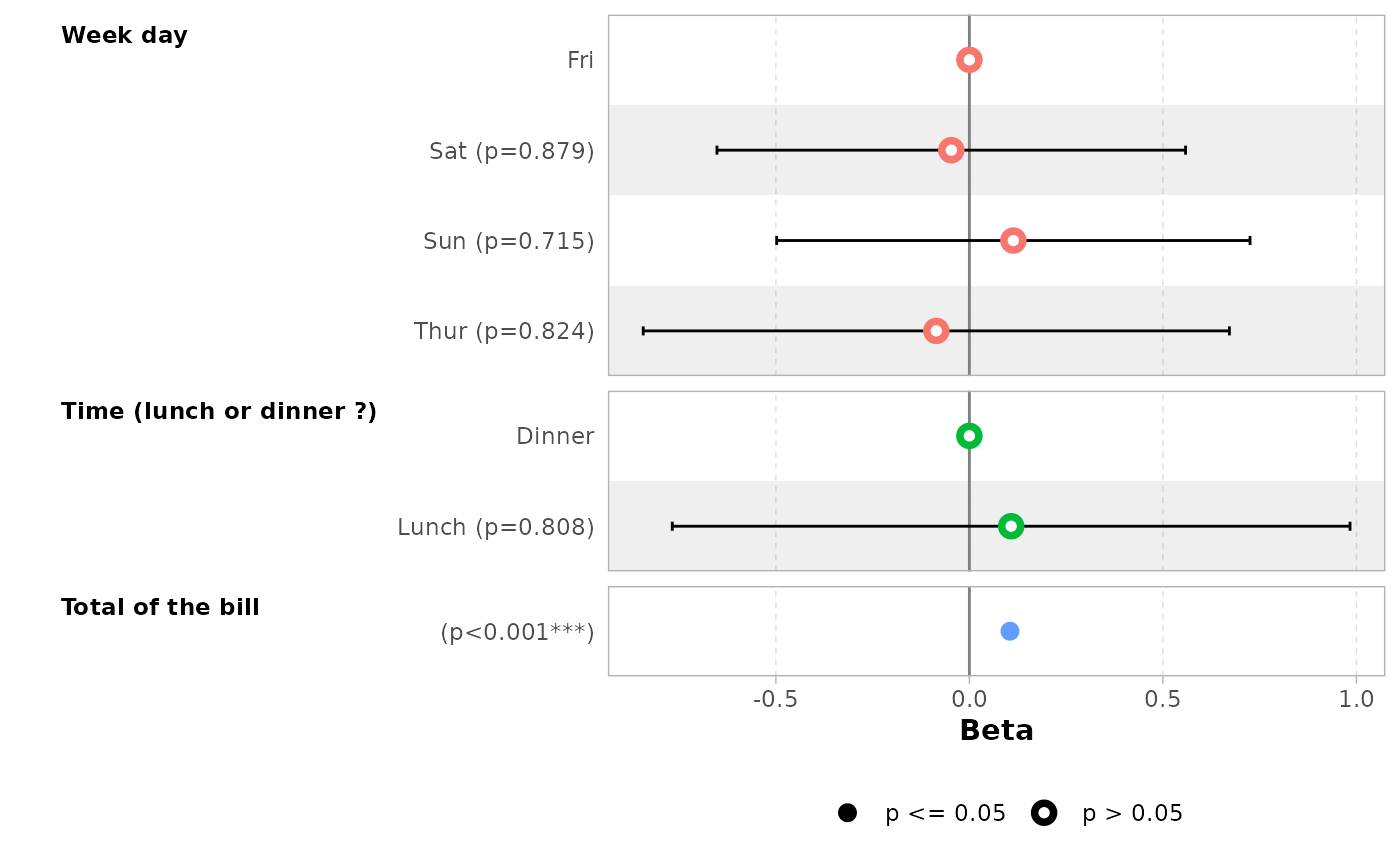 Week day
Fri
Sat (p=0.879)
Sun (p=0.715)
Thur (p=0.824)
Time (lunch or dinner ?)
Dinner
Lunch (p=0.808)
Total of the bill
(p<0.001***)
-0.5 0.0 0.5 1.0
Beta
p <= 0.05 p > 0.05